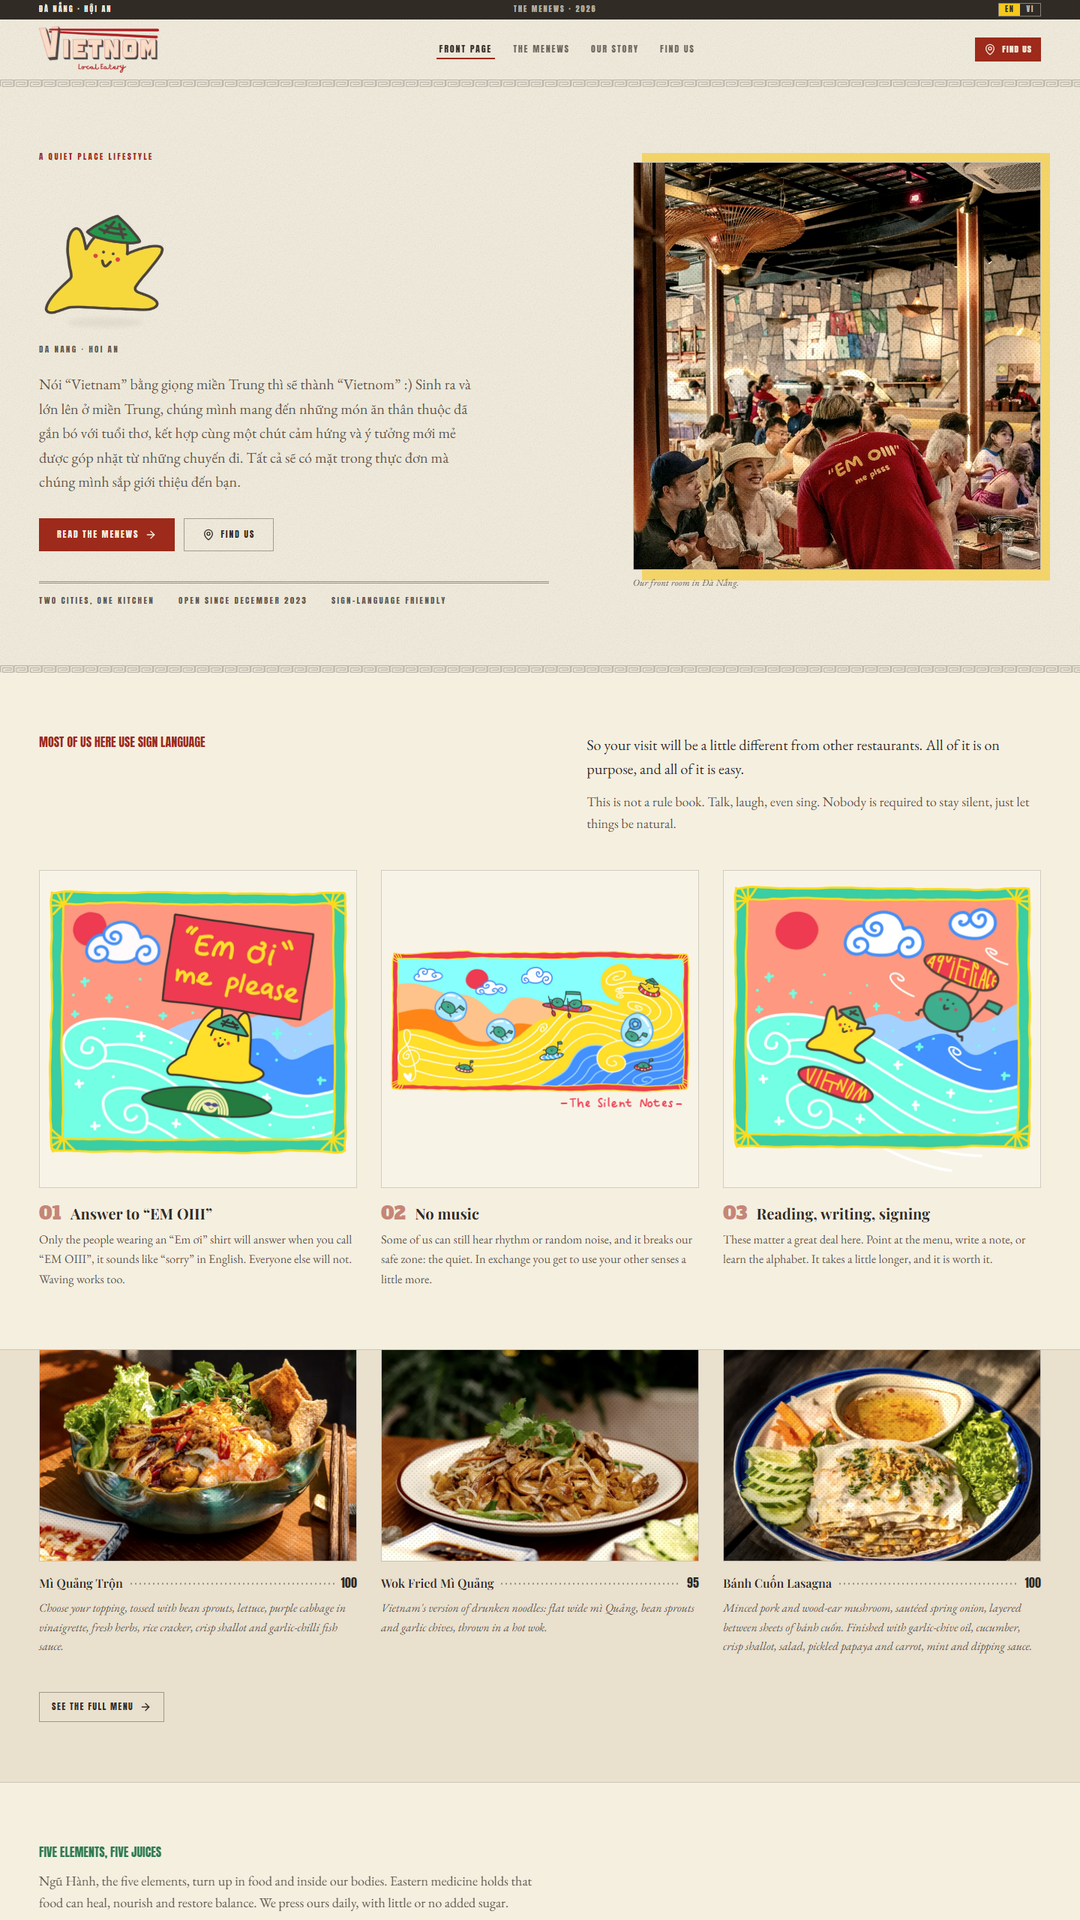 ĐÀ NẴNG · HỘI AN
THE MENEWS · 2026
EN VI
VIETNOM
Local Eatery
FRONT PAGE THE MENEWS OUR STORY FIND US
FIND US
A QUIET PLACE LIFESTYLE
DA NANG · HOI AN
Nói “Vietnam” bằng giọng miền Trung thì sẽ thành “Vietnom” :) Sinh ra và
lớn lên ở miền Trung, chúng mình mang đến những món ăn thân thuộc đã
gắn bó với tuổi thơ, kết hợp cùng một chút cảm hứng và ý tưởng mới mẻ
được góp nhặt từ những chuyến đi. Tất cả sẽ có mặt trong thực đơn mà
chúng mình sắp giới thiệu đến bạn.
READ THE MENEWS
FIND US
TWO CITIES, ONE KITCHEN OPEN SINCE DECEMBER 2023 SIGN-LANGUAGE FRIENDLY
"EM OIII"
me plsss
Our front room in Đà Nẵng.
MOST OF US HERE USE SIGN LANGUAGE
So your visit will be a little different from other restaurants. All of it is on
purpose, and all of it is easy.
This is not a rule book. Talk, laugh, even sing. Nobody is required to stay silent, just let
things be natural.
"Em ơi"
me please
-The Silent Notes-
A QUIET PLACE
VIETNOM
01 Answer to “EM OIII”
Only the people wearing an “Em ơi” shirt will answer when you call
“EM OIII”, it sounds like “sorry” in English. Everyone else will not.
Waving works too.
02 No music
Some of us can still hear rhythm or random noise, and it breaks our
safe zone: the quiet. In exchange you get to use your other senses a
little more.
03 Reading, writing, signing
These matter a great deal here. Point at the menu, write a note, or
learn the alphabet. It takes a little longer, and it is worth it.
Mì Quảng Trộn 100
Choose your topping, tossed with bean sprouts, lettuce, purple cabbage in
vinaigrette, fresh herbs, rice cracker, crisp shallot and garlic-chilli fish
sauce.
Wok Fried Mì Quảng 95
Vietnam's version of drunken noodles: flat wide mì Quảng, bean sprouts
and garlic chives, thrown in a hot wok.
Bánh Cuốn Lasagna 100
Minced pork and wood-ear mushroom, sautéed spring onion, layered
between sheets of bánh cuốn. Finished with garlic-chive oil, cucumber,
crisp shallot, salad, pickled papaya and carrot, mint and dipping sauce.
SEE THE FULL MENU
FIVE ELEMENTS, FIVE JUICES
Ngũ Hành, the five elements, turn up in food and inside our bodies. Eastern medicine holds that
food can heal, nourish and restore balance. We press ours daily, with little or no added sugar.